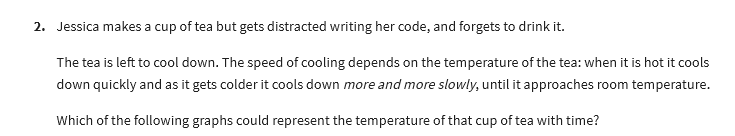 2. Jessica makes a cup of tea but gets distracted writing her code, and forgets to drink it.
The tea is left to cool down. The speed of cooling depends on the temperature of the tea: when it is hot it cools
down quickly and as it gets colder it cools down more and more slowly, until it approaches room temperature.
Which of the following graphs could represent the temperature of that cup of tea with time?